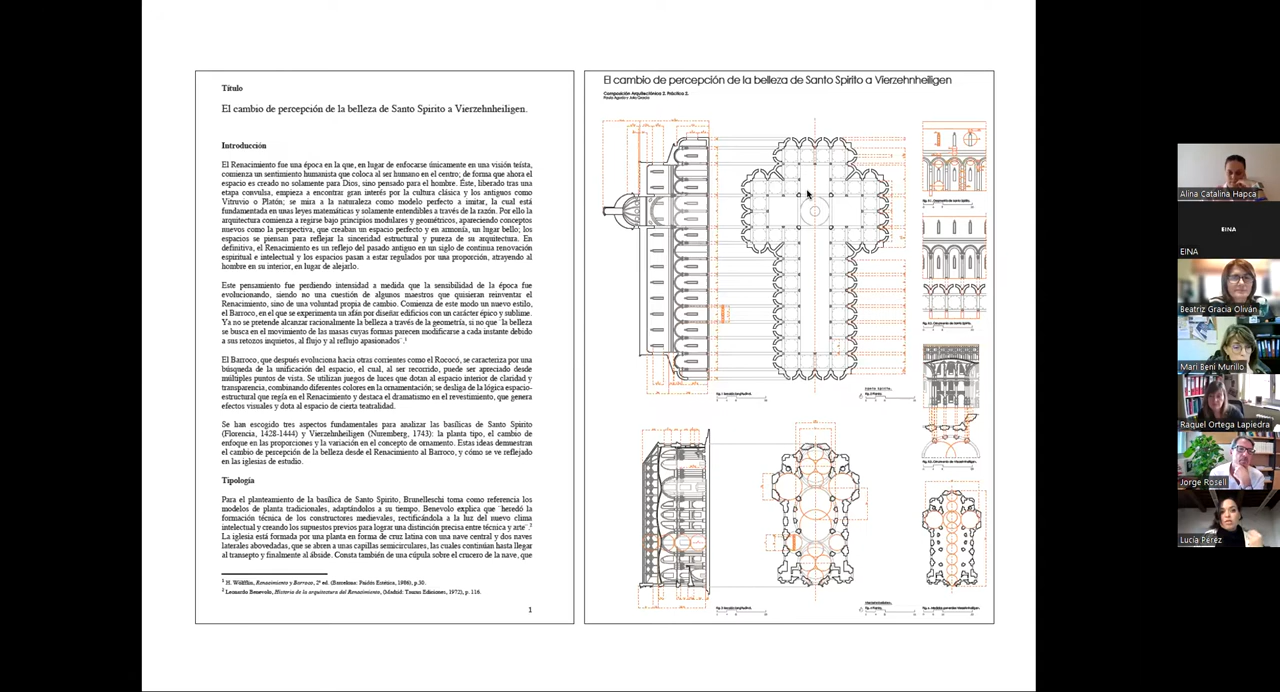 Título
El cambio de percepción de la belleza de Santo Spirito a Vierzehnheiligen.
Introducción
El Renacimiento fue una época en la que, en lugar de enfocarse únicamente en una visión teísta,
comienza un sentimiento humanista que coloca al ser humano en el centro; de forma que ahora el
espacio es creado no solamente para Dios, sino pensado para el hombre. Éste, liberado tras una
etapa convulsa, empieza a encontrar gran interés por la cultura clásica y los antiguos como
Vitruvio o Platón; se mira a la naturaleza como modelo perfecto a imitar, la cual está
fundamentada en unas leyes matemáticas y solamente entendibles a través de la razón. Por ello la
arquitectura comienza a regirse bajo principios modulares y geométricos, apareciendo conceptos
nuevos como la perspectiva, que creaban un espacio perfecto y en armonía, un lugar bello; los
espacios se piensan para reflejar la sinceridad estructural y pureza de su arquitectura. En
definitiva, el Renacimiento es un reflejo del pasado antiguo en un siglo de continua renovación
espiritual e intelectual y los espacios pasan a estar regulados por una proporción, atrayendo al
hombre en su interior, en lugar de alejarlo.
Este pensamiento fue perdiendo intensidad a medida que la sensibilidad de la época fue
evolucionando, siendo no una cuestión de algunos maestros que quisieran reinventar el
Renacimiento, sino de una voluntad propia de cambio. Comienza de este modo un nuevo estilo,
el Barroco, en el que se experimenta un afán por diseñar edificios con un carácter épico y sublime.
Ya no se pretende alcanzar racionalmente la belleza a través de la geometría, si no que ¨la belleza
se busca en el movimiento de las masas cuyas formas parecen modificarse a cada instante debido
a sus retozos inquietos, al flujo y al reflujo apasionados¨.1
El Barroco, que después evoluciona hacia otras corrientes como el Rococó, se caracteriza por una
búsqueda de la unificación del espacio, el cual, al ser recorrido, puede ser apreciado desde
múltiples puntos de vista. Se utilizan juegos de luces que dotan al espacio interior de claridad y
transparencia, combinando diferentes colores en la ornamentación; se desliga de la lógica espacio-
estructural que regía en el Renacimiento y destaca el dramatismo en el revestimiento, que genera
efectos visuales y dota al espacio de cierta teatralidad.
Se han escogido tres aspectos fundamentales para analizar las basílicas de Santo Spirito
(Florencia, 1428-1444) y Vierzehnheiligen (Nuremberg, 1743): la planta tipo, el cambio de
enfoque en las proporciones y la variación en el concepto de ornamento. Estas ideas demuestran
el cambio de percepción de la belleza desde el Renacimiento al Barroco, y cómo se ve reflejado
en las iglesias de estudio.
Tipología
Para el planteamiento de la basílica de Santo Spirito, Brunelleschi toma como referencia los
modelos de planta tradicionales, adaptándolos a su tiempo. Benevolo explica que ¨heredó la
formación técnica de los constructores medievales, rectificándola a la luz del nuevo clima
intelectual y creando los supuestos previos para lograr una distinción precisa entre técnica y arte¨.2
La iglesia está formada por una planta en forma de cruz latina con una nave central y dos naves
laterales abovedadas, que se abren a unas capillas semicirculares, las cuales continúan hasta llegar
al transepto y finalmente al ábside. Consta también de una cúpula sobre el crucero de la nave, que
1 H. Wölfflin, Renacimiento y Barroco, 2ª ed. (Barcelona: Paidós Estética, 1986), p.30.
2 Leonardo Benevolo, Historia de la arquitectura del Renacimiento, (Madrid: Taurus Ediciones, 1972), p. 116.
1
El cambio de percepción de la belleza de Santo Spirito a Vierzehnheiligen
Composición Arquitectónica 2. Práctica 2.
Alina Catalina Hapca
EINA
EINA
Beatriz Gracia Oliván
Mari Beni Murillo
Raquel Ortega Lapiedra
Jorge Rosell
Lucía Pérez